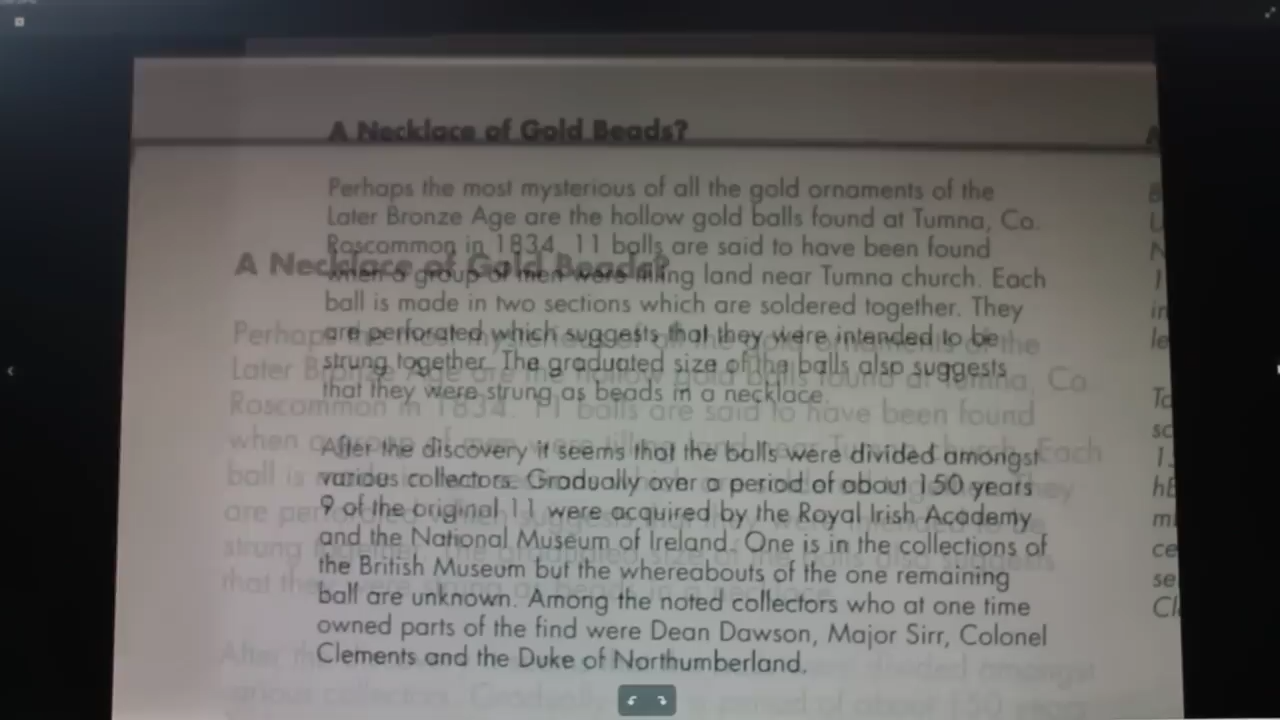 A Necklace of Gold Beads?
Perhaps the most mysterious of all the gold ornaments of the
Later Bronze Age are the hollow gold balls found at Tumna, Co.
Roscommon in 1834. 11 balls are said to have been found
when a group of men were tilling land near Tumna church. Each
ball is made in two sections which are soldered together. They
are perforated which suggests that they were intended to be
strung together. The graduated size of the balls also suggests
that they were strung as beads in a necklace.
After the discovery it seems that the balls were divided amongst
various collectors. Gradually over a period of about 150 years
9 of the original 11 were acquired by the Royal Irish Academy
and the National Museum of Ireland. One is in the collections of
the British Museum but the whereabouts of the one remaining
ball are unknown. Among the noted collectors who at one time
owned parts of the find were Dean Dawson, Major Sirr, Colonel
Clements and the Duke of Northumberland.